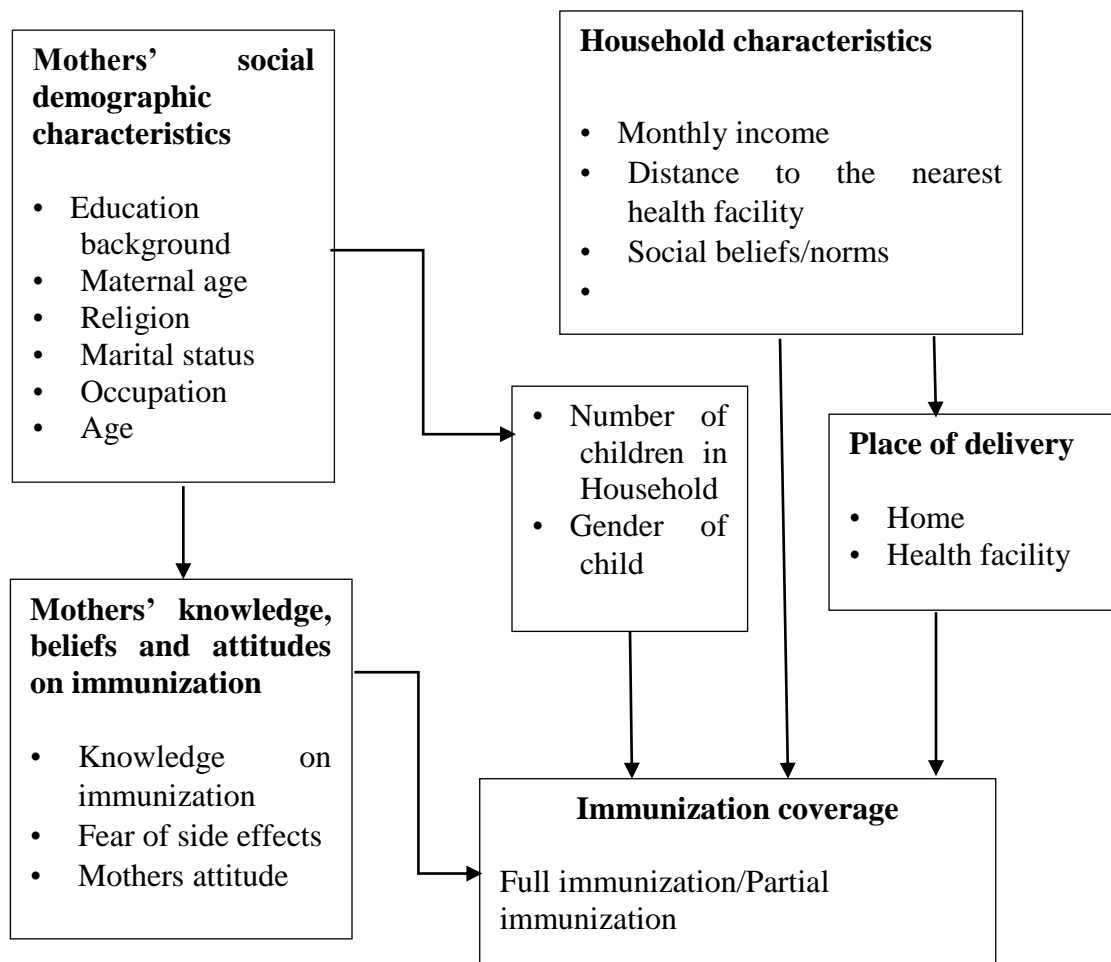 Mothers’ social
demographic
characteristics
• Education
background
• Maternal age
• Religion
• Marital status
• Occupation
• Age
Household characteristics
• Monthly income
• Distance to the nearest
health facility
• Social beliefs/norms
•
• Number of
children in
Household
• Gender of
child
Place of delivery
• Home
• Health facility
Mothers’ knowledge,
beliefs and attitudes
on immunization
• Knowledge on
immunization
• Fear of side effects
• Mothers attitude
Immunization coverage
Full immunization/Partial
immunization